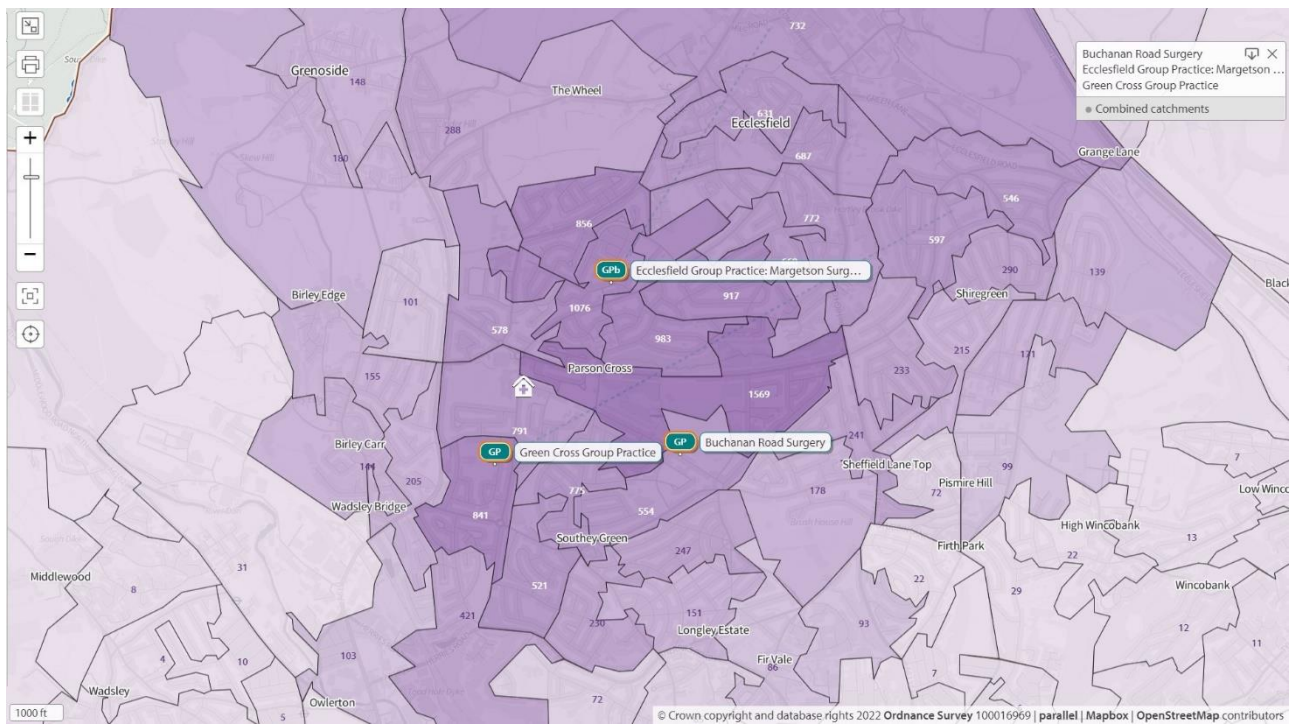 732
Buchanan Road Surgery
Ecclesfield Group Practice: Margetson ...
Green Cross Group Practice
Combined catchments
Grenoside
148
The Wheel
631
Ecclesfield
288
180
687
Grange Lane
546
856
772
597
290
139
Ecclesfield Group Practice: Margetson Surg...
GPb
Birley Edge
101
917
Shiregreen
Black
1076
578
983
215
171
Parson Cross
155
233
1569
791
241
Birley Carr
GP
Green Cross Group Practice
GP
Buchanan Road Surgery
144
205
775
Sheffield Lane Top
99
7
Wadsley Bridge
72
Pismire Hill
178
Low Winco
841
554
High Wincobank
Southey Green
13
247
Firth Park
22
Middlewood
31
8
521
22
29
Wincobank
421
151
230
Longley Estate
93
12
11
103
Fir Vale
4
10
86
7
Wadsley
72
Owlerton
5
1000 ft
© Crown copyright and database rights 2022 Ordnance Survey 100016969 | parallel | Mapbox | OpenStreetMap contributors